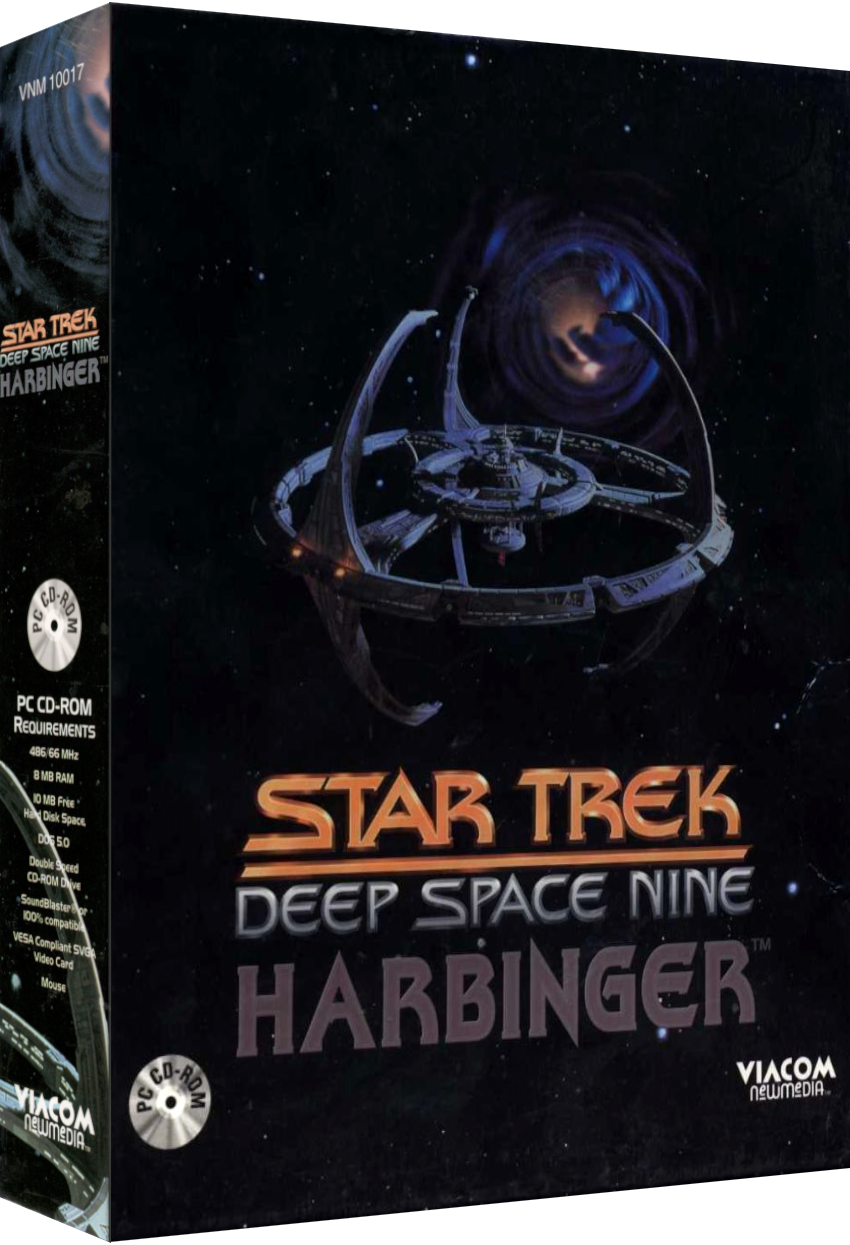 VNM 10017
STAR TREK
DEEP SPACE NINE
HARBINGER™
PC CD-ROM
PC CD-ROM
REQUIREMENTS
486/66 MHz
8 MB RAM
10 MB Free
Hard Disk Space
DOS 5.0
Double Speed
CD-ROM Drive
SoundBlaster® or
100% compatible
VESA Compliant SVGA
Video Card
Mouse
VIACOM
newmedia™
STAR TREK
DEEP SPACE NINE
HARBINGER™
PC CD-ROM
VIACOM
newmedia™